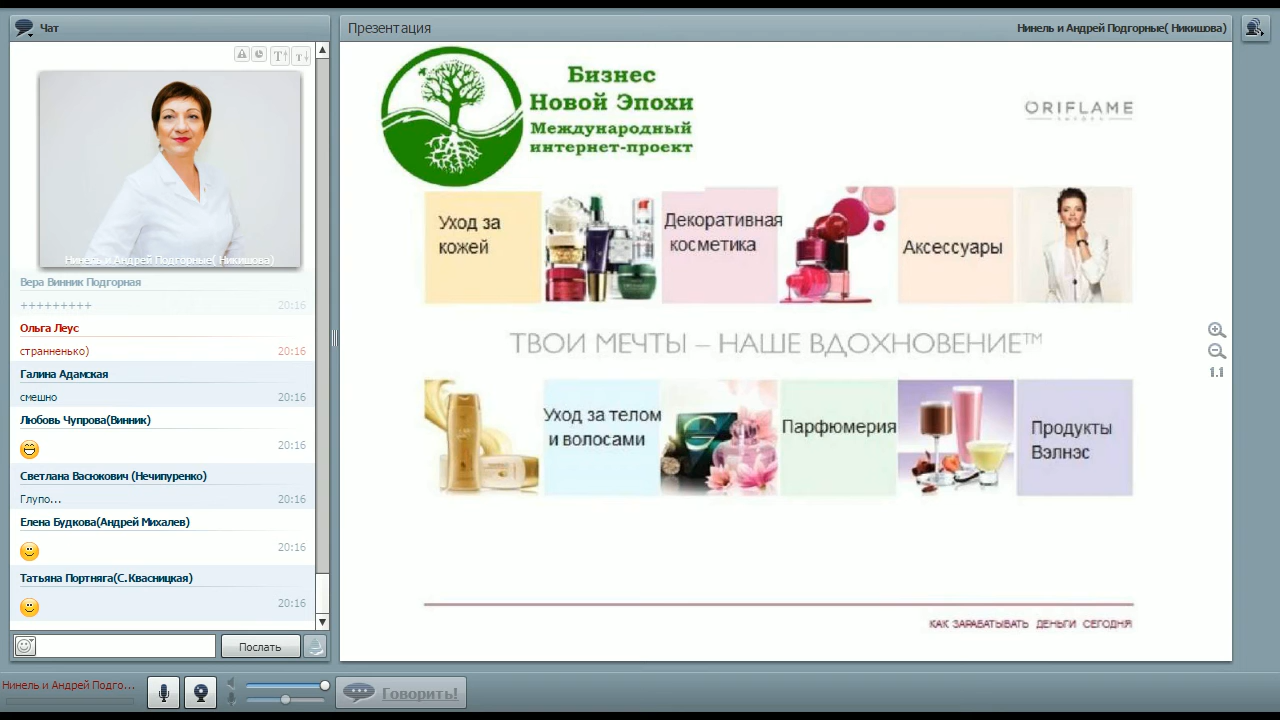 Чат
Нинель и Андрей Подгорные( Никишова)
Вера Винник Подгорная
+++++++++ 20:16
Ольга Леус
странненько) 20:16
Галина Адамская
смешно 20:16
Любовь Чупрова(Винник)
20:16
Светлана Васюкович (Нечипуренко)
Глупо... 20:16
Елена Будкова(Андрей Михалев)
20:16
Татьяна Портняга(С.Квасницкая)
20:16
Послать
Нинель и Андрей Подго...
Говорить!
Презентация
Нинель и Андрей Подгорные( Никишова)
Бизнес
Новой Эпохи
Международный
интернет-проект
ORIFLAME
SWEDEN
Уход за
кожей
Декоративная
косметика
Аксессуары
ТВОИ МЕЧТЫ – НАШЕ ВДОХНОВЕНИЕ™
Уход за телом
и волосами
Парфюмерия
Продукты
Вэлнэс
КАК ЗАРАБАТЫВАТЬ ДЕНЬГИ СЕГОДНЯ
1.1